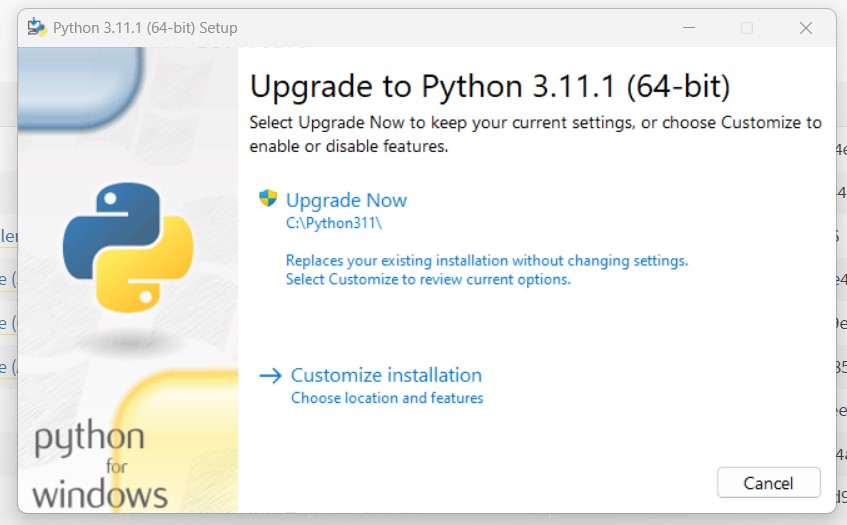 Python 3.11.1 (64-bit) Setup
Upgrade to Python 3.11.1 (64-bit)
Select Upgrade Now to keep your current settings, or choose Customize to
enable or disable features.
Upgrade Now
C:\Python311\
Replaces your existing installation without changing settings.
Select Customize to review current options.
Customize installation
Choose location and features
python
for
windows
Cancel